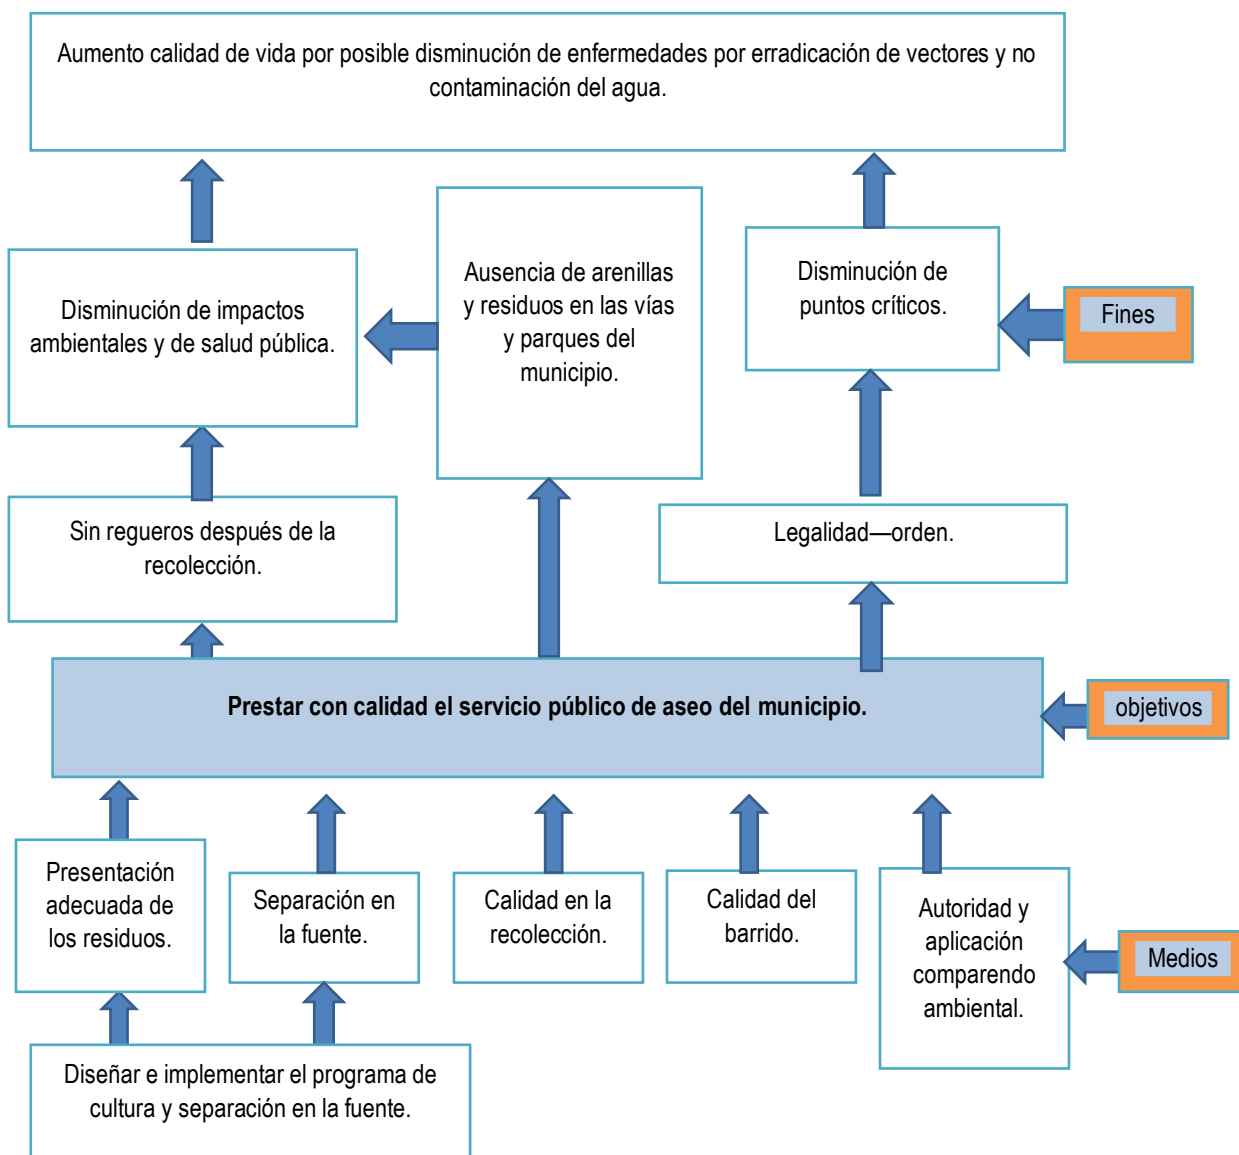 Aumento calidad de vida por posible disminución de enfermedades por erradicación de vectores y no
contaminación del agua.
Disminución de impactos
ambientales y de salud pública.
Ausencia de arenillas
y residuos en las vías
y parques del
municipio.
Disminución de
puntos críticos.
Fines
Sin regueros después de la
recolección.
Legalidad—orden.
Prestar con calidad el servicio público de aseo del municipio.
objetivos
Presentación
adecuada de
los residuos.
Separación en
la fuente.
Calidad en la
recolección.
Calidad del
barrido.
Autoridad y
aplicación
comparendo
ambiental.
Medios
Diseñar e implementar el programa de
cultura y separación en la fuente.